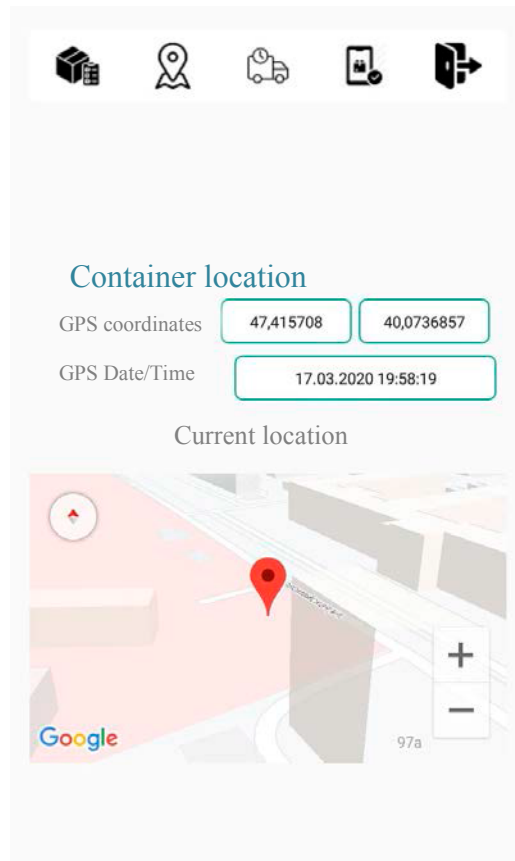 Container location
GPS coordinates 47,415708 40,0736857
GPS Date/Time 17.03.2020 19:58:19
Current location
Google
97a